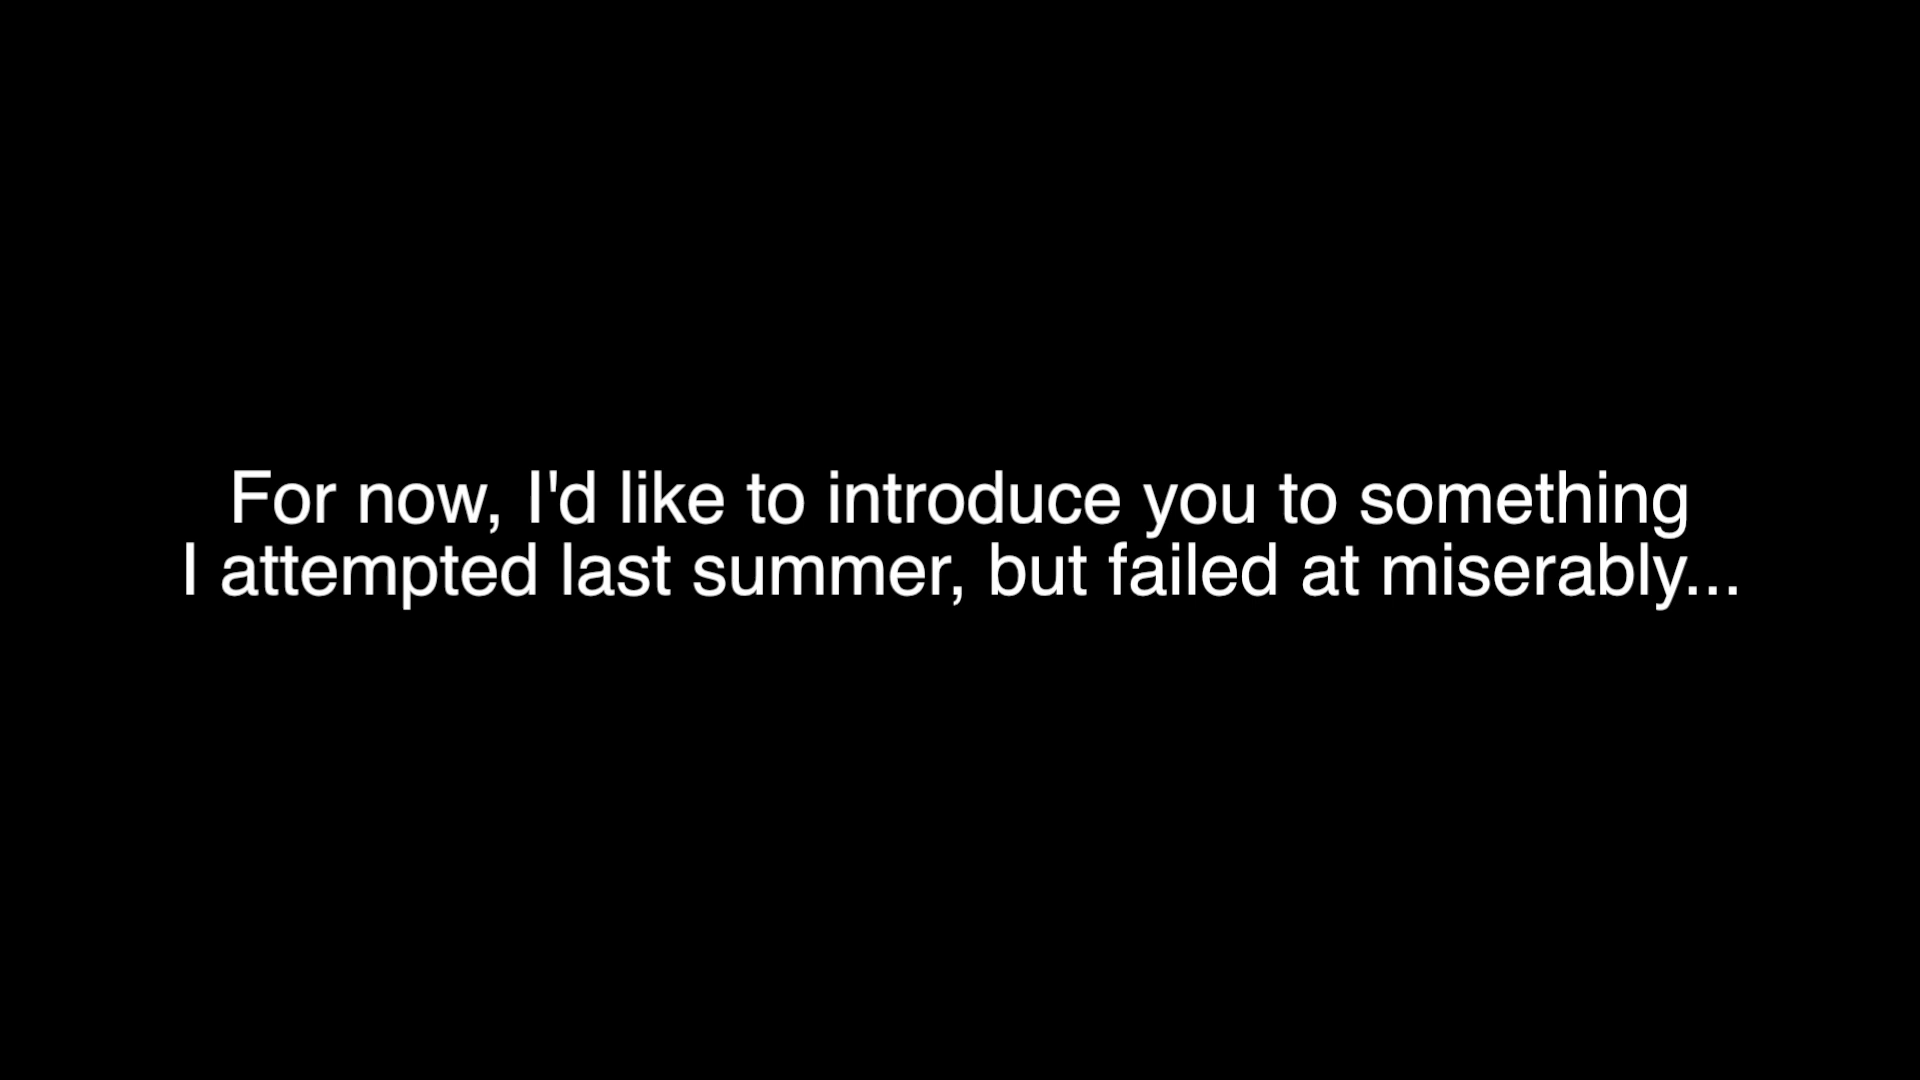 For now, I'd like to introduce you to something
I attempted last summer, but failed at miserably...